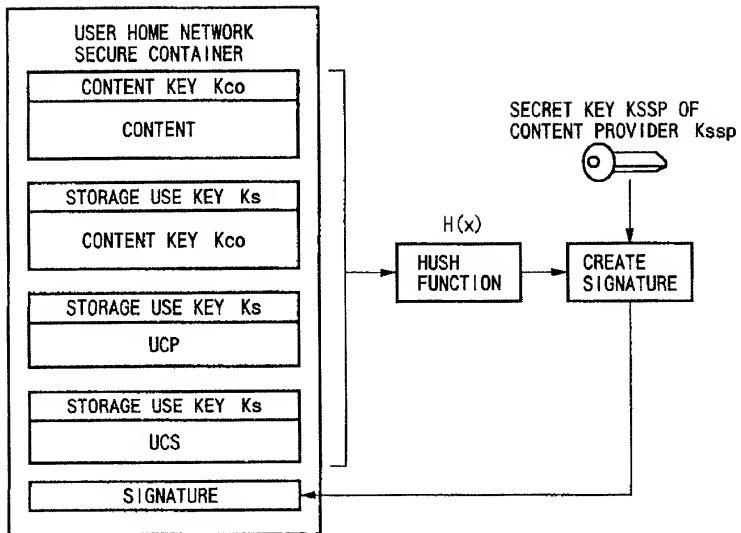 USER HOME NETWORK
SECURE CONTAINER
CONTENT KEY Kco
CONTENT
STORAGE USE KEY Ks
CONTENT KEY Kco
STORAGE USE KEY Ks
UCP
STORAGE USE KEY Ks
UCS
SIGNATURE
H(x)
HUSH
FUNCTION
SECRET KEY KSSP OF
CONTENT PROVIDER Kssp
CREATE
SIGNATURE